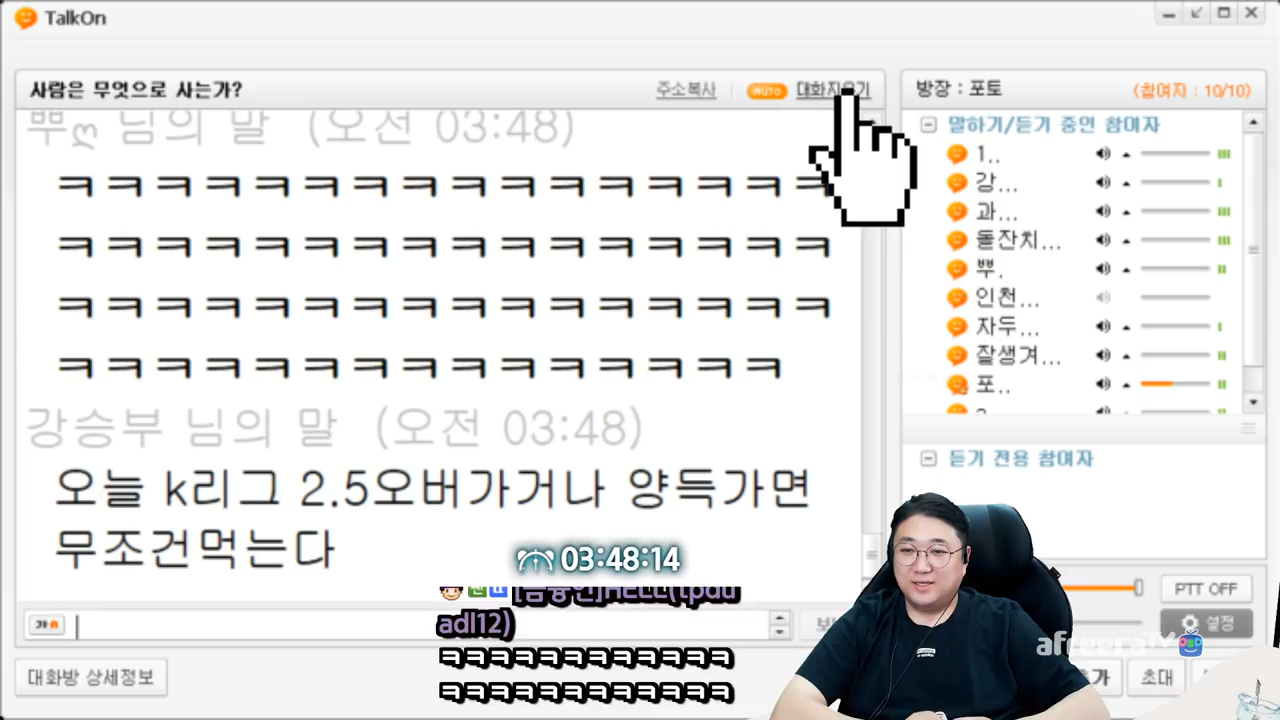 TalkOn
사람은 무엇으로 사는가?
주소복사
AUTO
대화지우기
뿌ღ 님의 말 (오전 03:48)
ㅋㅋㅋㅋㅋㅋㅋㅋㅋㅋㅋㅋㅋㅋㅋㅋ
ㅋㅋㅋㅋㅋㅋㅋㅋㅋㅋㅋㅋㅋㅋㅋㅋ
ㅋㅋㅋㅋㅋㅋㅋㅋㅋㅋㅋㅋㅋㅋㅋㅋ
ㅋㅋㅋㅋㅋㅋㅋㅋㅋㅋㅋㅋㅋㅋㅋ
강승부 님의 말 (오전 03:48)
오늘 k리그 2.5오버가거나 양득가면
무조건먹는다
대화방 상세정보
방장 : 포토
(참여자 : 10/10)
말하기/듣기 중인 참여자
1..
강...
과...
돌잔치...
뿌.
인천...
자두...
잘생겨...
포..
듣기 전용 참여자
PTT OFF
설정
초대
03:48:14
adl12)
ㅋㅋㅋㅋㅋㅋㅋㅋㅋㅋㅋㅋ
ㅋㅋㅋㅋㅋㅋㅋㅋㅋㅋㅋㅋ
afreecaTV